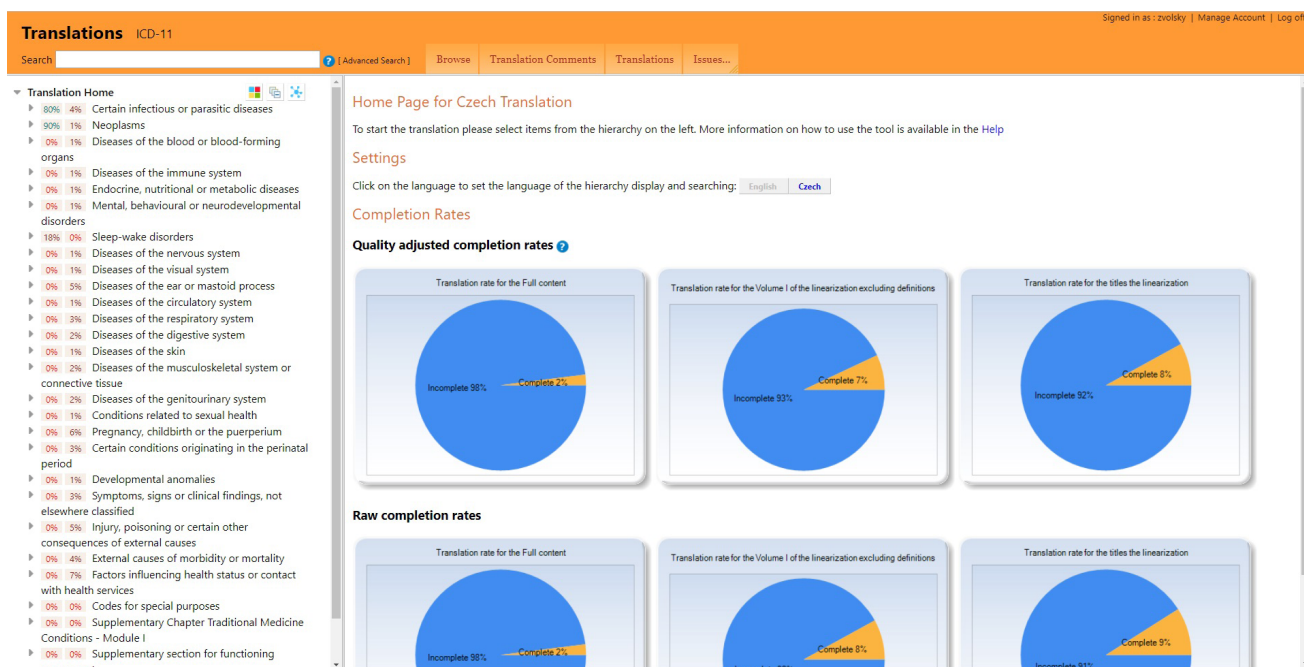 Signed in as : zvolsky | Manage Account | Log off
Translations ICD-11
Search [ Advanced Search ] Browse Translation Comments Translations Issues...
Translation Home
80% 4% Certain infectious or parasitic diseases
90% 1% Neoplasms
0% 1% Diseases of the blood or blood-forming
organs
0% 1% Diseases of the immune system
0% 1% Endocrine, nutritional or metabolic diseases
0% 1% Mental, behavioural or neurodevelopmental
disorders
18% 0% Sleep-wake disorders
0% 1% Diseases of the nervous system
0% 1% Diseases of the visual system
0% 5% Diseases of the ear or mastoid process
0% 1% Diseases of the circulatory system
0% 3% Diseases of the respiratory system
0% 2% Diseases of the digestive system
0% 1% Diseases of the skin
0% 2% Diseases of the musculoskeletal system or
connective tissue
0% 2% Diseases of the genitourinary system
0% 1% Conditions related to sexual health
0% 6% Pregnancy, childbirth or the puerperium
0% 3% Certain conditions originating in the perinatal
period
0% 1% Developmental anomalies
0% 3% Symptoms, signs or clinical findings, not
elsewhere classified
0% 5% Injury, poisoning or certain other
consequences of external causes
0% 4% External causes of morbidity or mortality
0% 7% Factors influencing health status or contact
with health services
0% 0% Codes for special purposes
0% 0% Supplementary Chapter Traditional Medicine
Conditions - Module I
0% 0% Supplementary section for functioning
Home Page for Czech Translation
To start the translation please select items from the hierarchy on the left. More information on how to use the tool is available in the Help
Settings
Click on the language to set the language of the hierarchy display and searching: English Czech
Completion Rates
Quality adjusted completion rates ?
Translation rate for the Full content
Incomplete 98% Complete 2%
Translation rate for the Volume I of the linearization excluding definitions
Complete 7%
Incomplete 93%
Translation rate for the titles the linearization
Complete 8%
Incomplete 92%
Raw completion rates
Translation rate for the Full content
Incomplete 98% Complete 2%
Translation rate for the Volume I of the linearization excluding definitions
Complete 8%
Translation rate for the titles the linearization
Complete 9%
Incomplete 91%